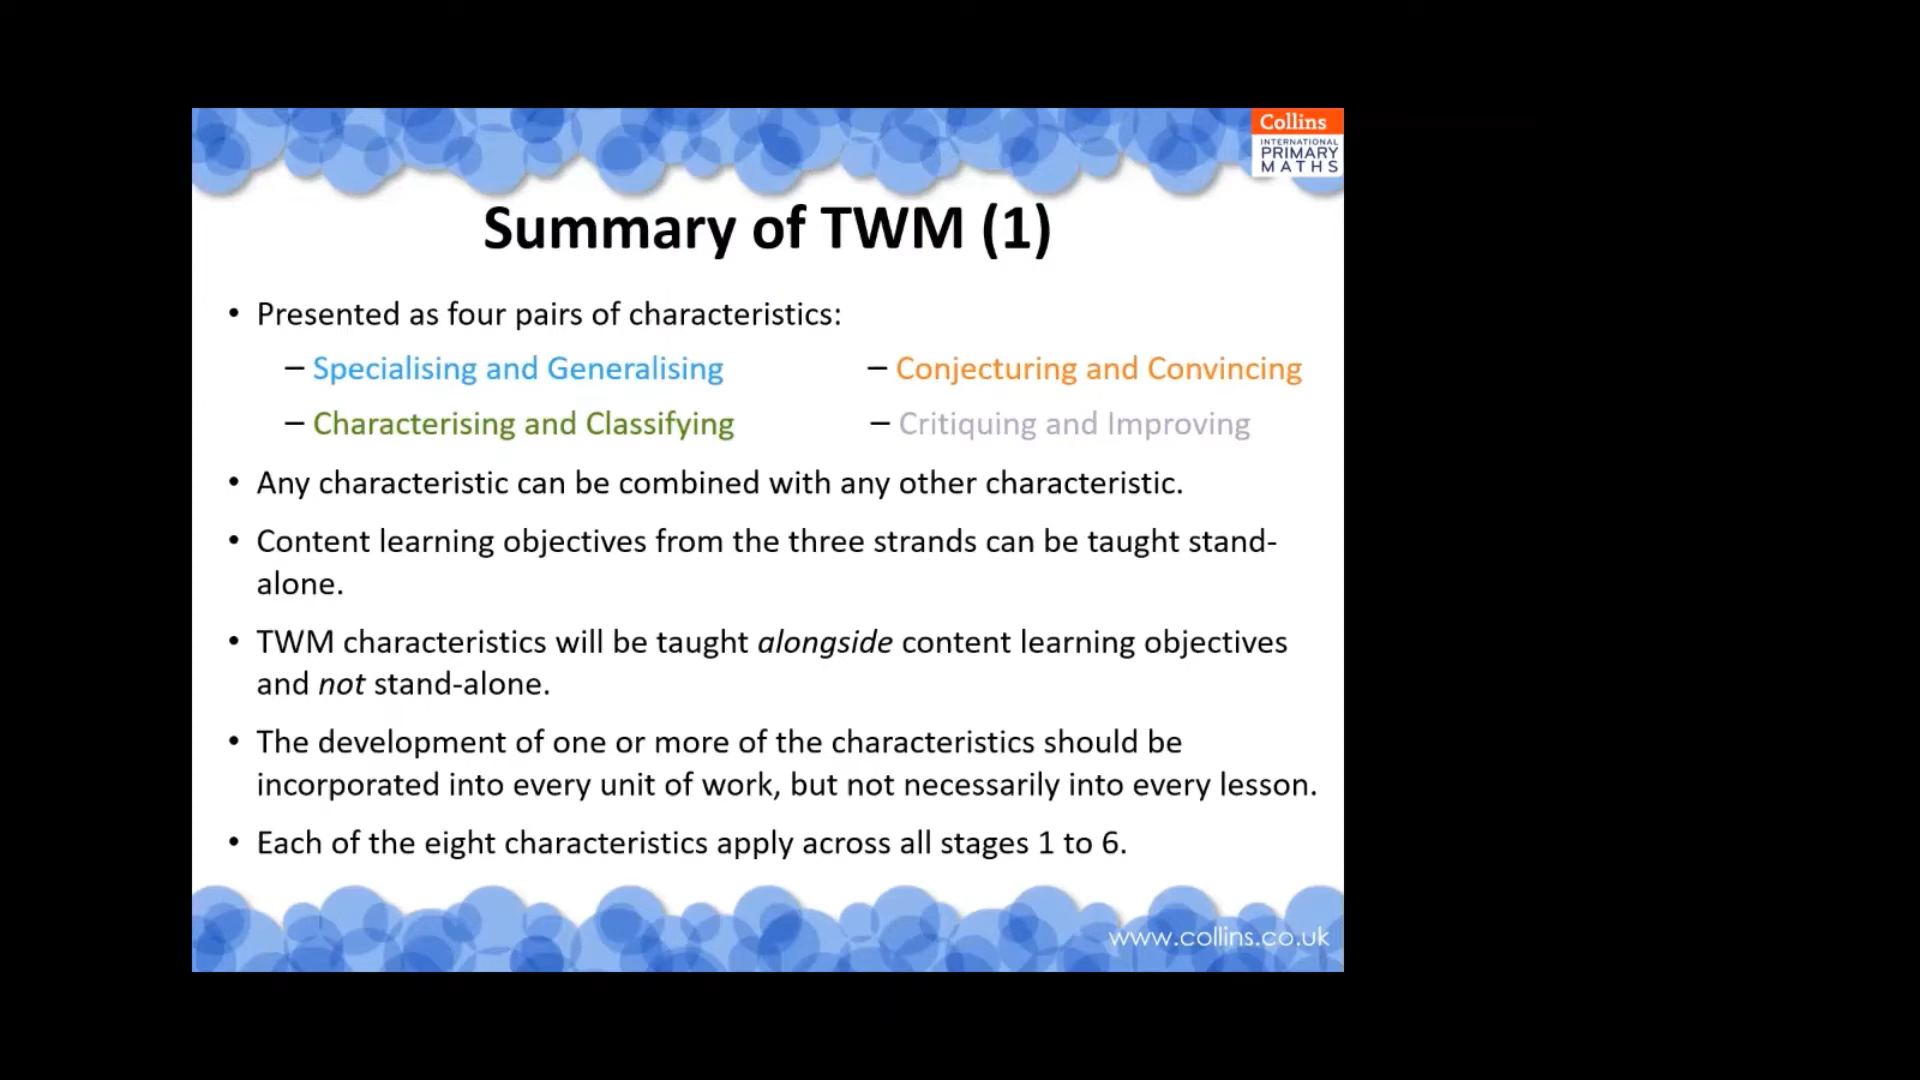 Collins
INTERNATIONAL
PRIMARY
MATHS
Summary of TWM (1)
• Presented as four pairs of characteristics:
– Specialising and Generalising – Conjecturing and Convincing
– Characterising and Classifying – Critiquing and Improving
• Any characteristic can be combined with any other characteristic.
• Content learning objectives from the three strands can be taught stand-
alone.
• TWM characteristics will be taught alongside content learning objectives
and not stand-alone.
• The development of one or more of the characteristics should be
incorporated into every unit of work, but not necessarily into every lesson.
• Each of the eight characteristics apply across all stages 1 to 6.
www.collins.co.uk